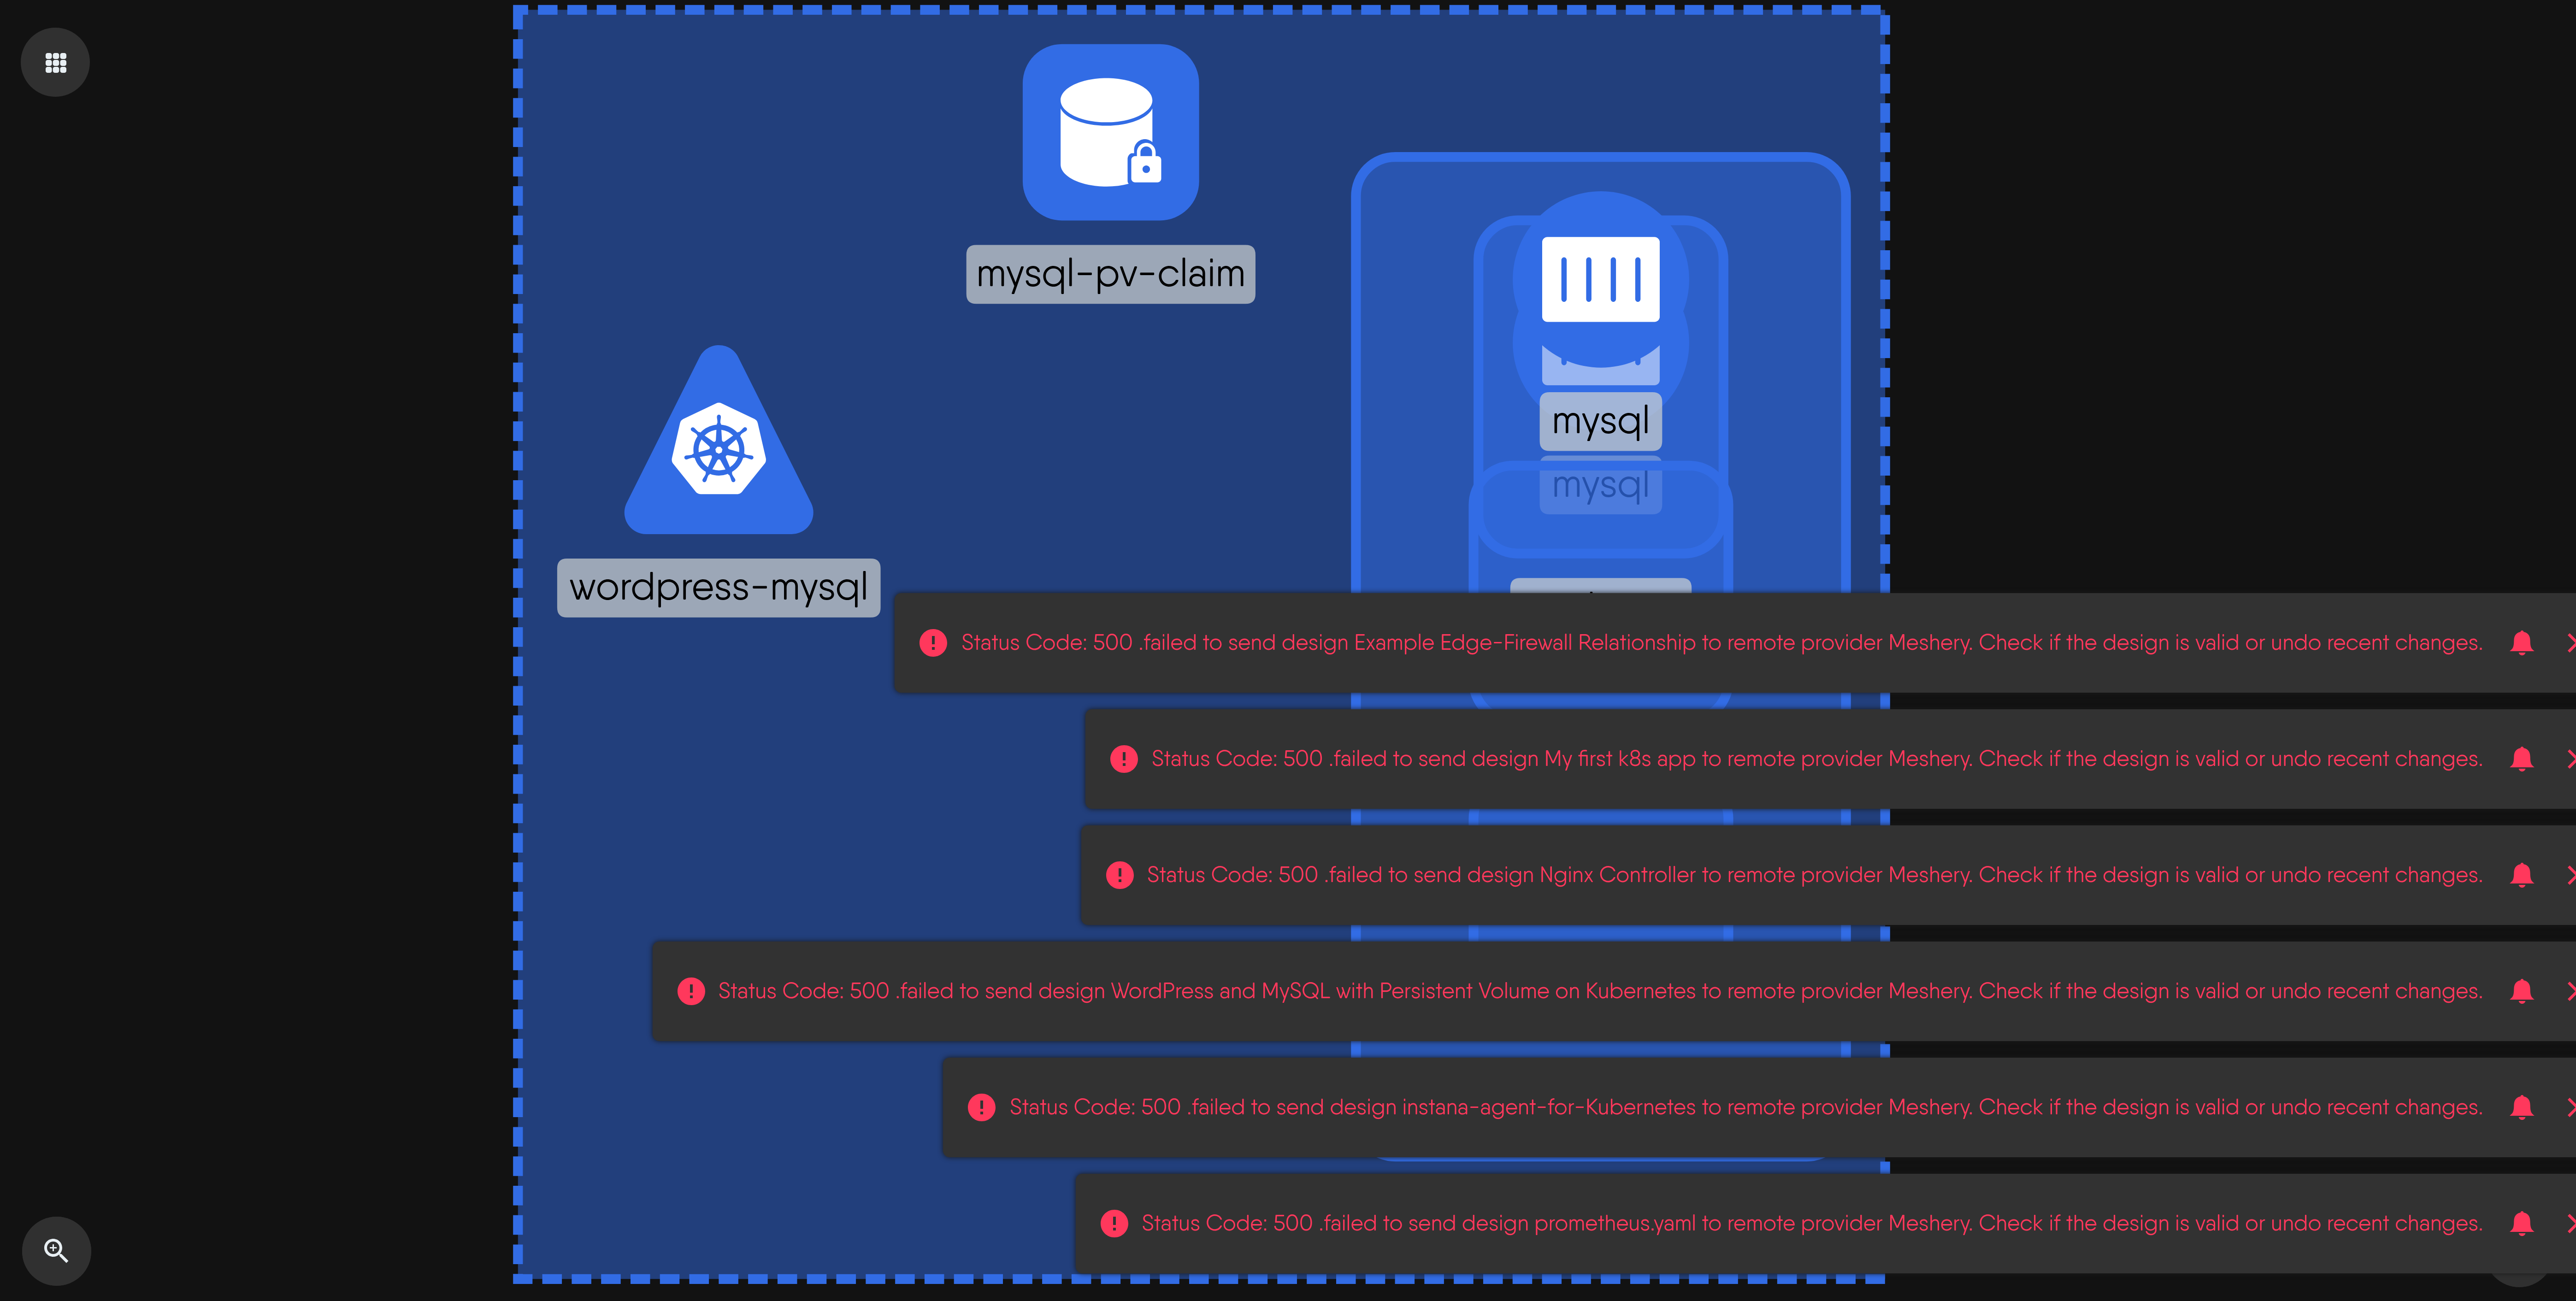 mysql-pv-claim
mysql
mysql
wordpress-mysql
Status Code: 500 .failed to send design Example Edge-Firewall Relationship to remote provider Meshery. Check if the design is valid or undo recent changes.
Status Code: 500 .failed to send design My first k8s app to remote provider Meshery. Check if the design is valid or undo recent changes.
Status Code: 500 .failed to send design Nginx Controller to remote provider Meshery. Check if the design is valid or undo recent changes.
Status Code: 500 .failed to send design WordPress and MySQL with Persistent Volume on Kubernetes to remote provider Meshery. Check if the design is valid or undo recent changes.
Status Code: 500 .failed to send design instana-agent-for-Kubernetes to remote provider Meshery. Check if the design is valid or undo recent changes.
Status Code: 500 .failed to send design prometheus.yaml to remote provider Meshery. Check if the design is valid or undo recent changes.